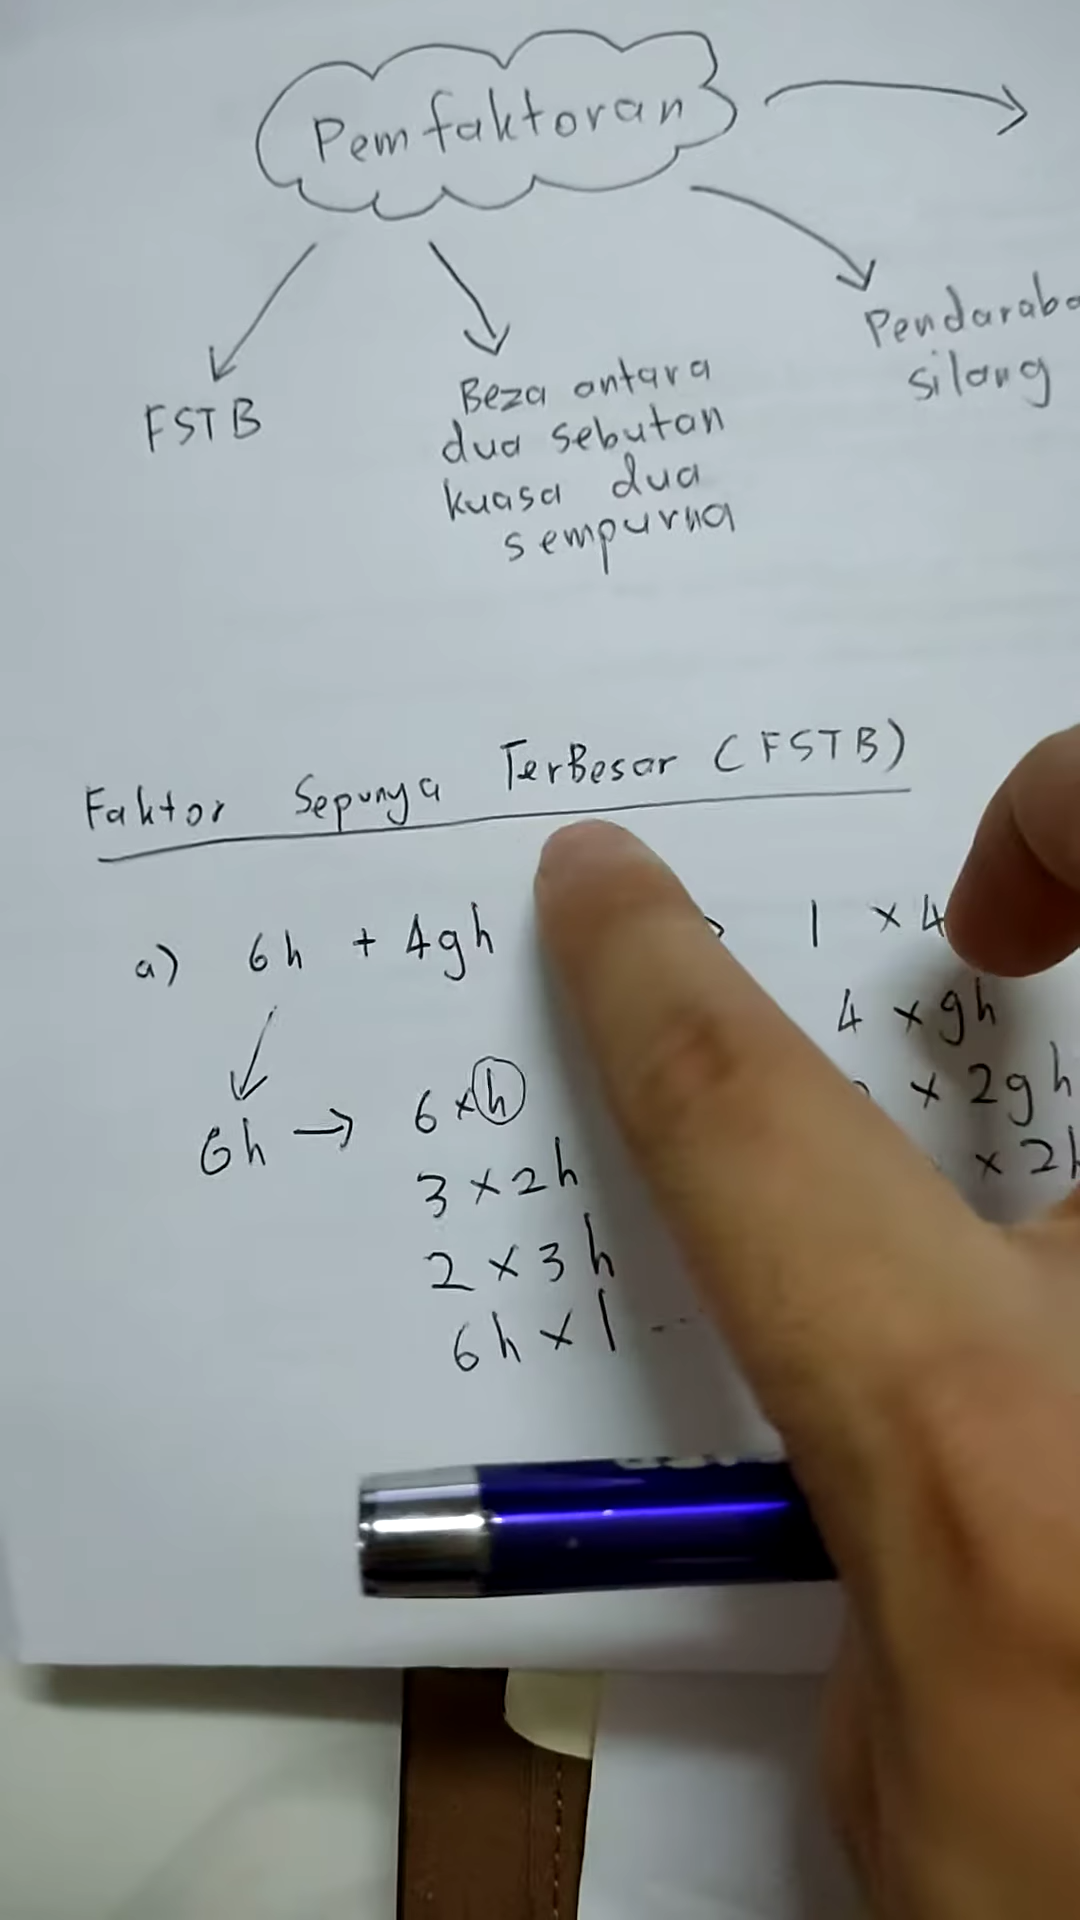 Pemfaktoran
FSTB
Beza antara
dua sebutan
kuasa dua
sempurna
silang
Faktor Sepunya TerBesar (FSTB)
a) 6h + 4gh
6h → 6 × h
3 × 2h
2 × 3h
6h × 1 ...
1 × 4
4 × gh
× 2gh
× 2h